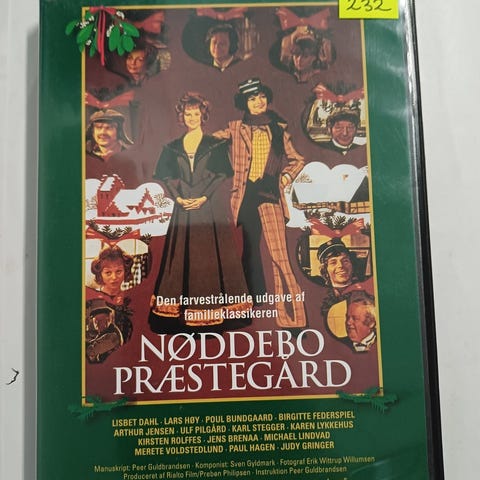 232
Den farvestrålende udgave af
familieklassikeren
NØDDEBO
PRÆSTEGÅRD
LISBET DAHL · LARS HØY · POUL BUNDGAARD · BIRGITTE FEDERSPIEL
ARTHUR JENSEN · ULF PILGÅRD · KARL STEGGER · KAREN LYKKEHUS
KIRSTEN ROLFFES · JENS BRENAA · MICHAEL LINDVAD
MERETE VOLDSTEDLUND · PAUL HAGEN · JUDY GRINGER
Manuskript: Peer Guldbrandsen · Komponist: Sven Gyldmark · Fotograf Erik Wittrup Willumsen
Produceret af Rialto Film/Preben Philipsen · Instruktion Peer Guldbrandsen